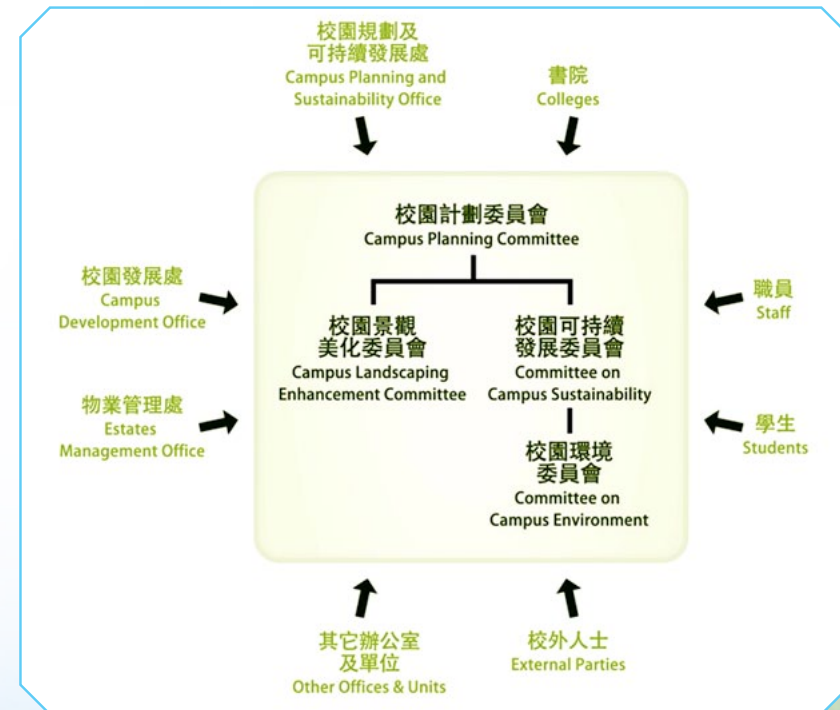 校園規劃及
可持續發展處
Campus Planning and
Sustainability Office
書院
Colleges
校園計劃委員會
Campus Planning Committee
校園發展處
Campus
Development Office
職員
Staff
校園景觀
美化委員會
Campus Landscaping
Enhancement Committee
校園可持續
發展委員會
Committee on
Campus Sustainability
物業管理處
Estates
Management Office
學生
Students
校園環境
委員會
Committee on
Campus Environment
其它辦公室
及單位
Other Offices & Units
校外人士
External Parties